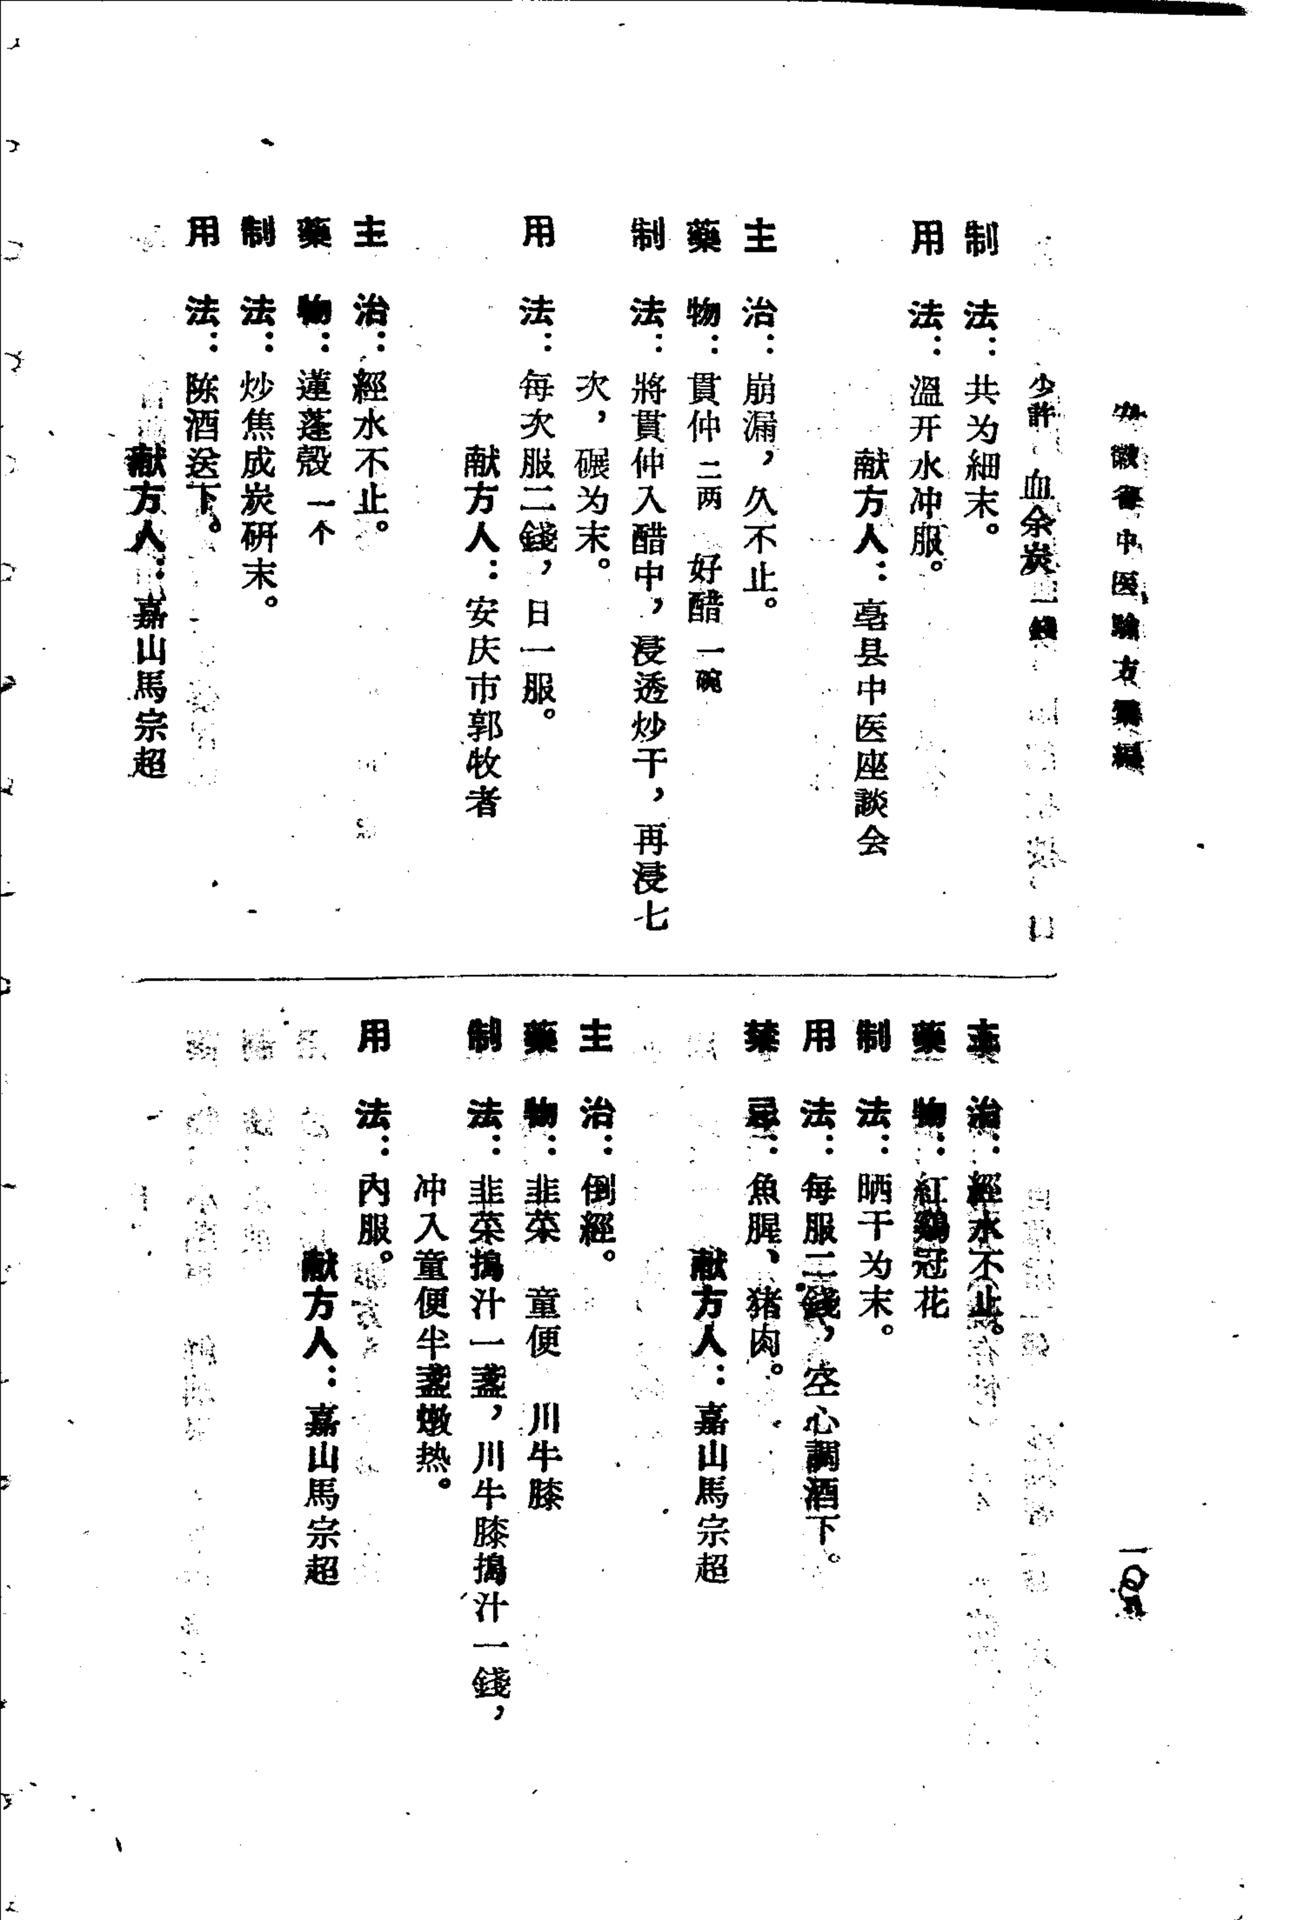 安徽省中医驗方彙編
少許 血余炭 一錢
制 法：共为細末。
用 法：溫开水冲服。
献方人：亳县中医座談会
主 治：崩漏，久不止。
藥 物：貫仲 二两 好醋 一碗
制 法：將貫仲入醋中，浸透炒干，再浸七
次，碾为末。
用 法：每次服二錢，日一服。
献方人：安庆市郭牧者
主 治：經水不止。
藥 物：蓮蓬殼 一个
制 法：炒焦成炭研末。
用 法：陈酒送下。
献方人：嘉山馬宗超
主 治：經水不止。
藥 物：紅鷄冠花
制 法：晒干为末。
用 法：每服二錢，空心調酒下。
禁 忌：魚腥、猪肉。
献方人：嘉山馬宗超
主 治：倒經。
藥 物：韭菜 童便 川牛膝
制 法：韭菜搗汁一盞，川牛膝搗汁一錢，
冲入童便半盞燉热。
用 法：內服。
献方人：嘉山馬宗超